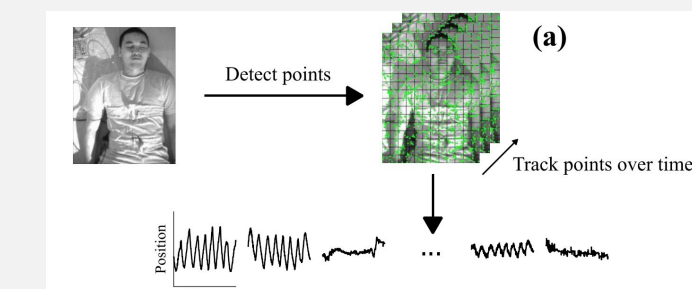 (a)
Detect points
Track points over time
Position
...